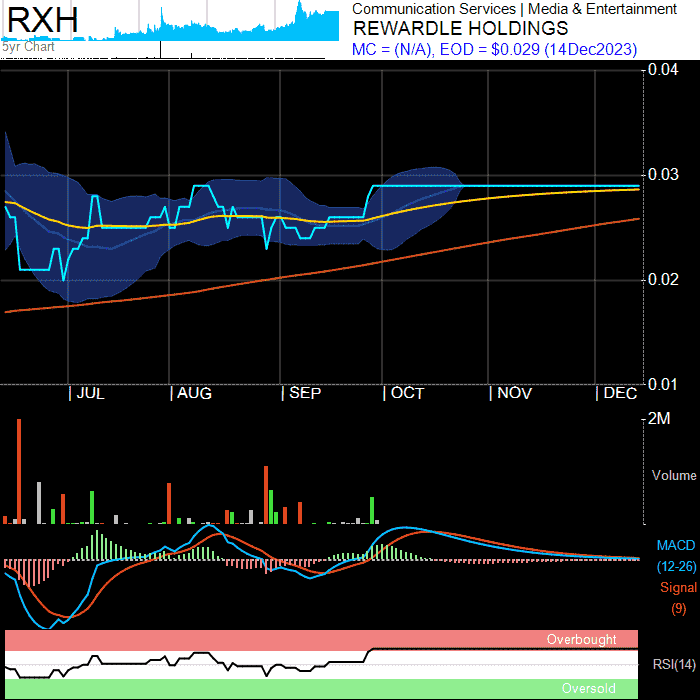 RXH
Communication Services | Media & Entertainment
REWARDLE HOLDINGS
5yr Chart
MC = (N/A), EOD = $0.029 (14Dec2023)
0.04
0.03
0.02
0.01
JUL AUG SEP OCT NOV DEC
2M
Volume
MACD
(12-26)
Signal
(9)
Overbought
RSI(14)
Oversold